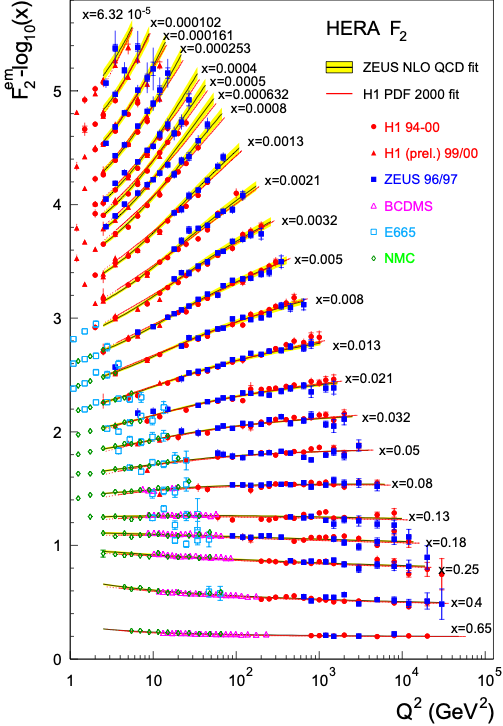 HERA F₂
F₂ᵉᵐ-log₁₀(x)
x=6.32 10⁻⁵
x=0.000102
x=0.000161
x=0.000253
x=0.0004
x=0.0005
x=0.000632
x=0.0008
x=0.0013
x=0.0021
x=0.0032
x=0.005
x=0.008
x=0.013
x=0.021
x=0.032
x=0.05
x=0.08
x=0.13
x=0.18
x=0.25
x=0.4
x=0.65
ZEUS NLO QCD fit
H1 PDF 2000 fit
H1 94-00
H1 (prel.) 99/00
ZEUS 96/97
BCDMS
E665
NMC
5
4
3
2
1
0
1 10 10² 10³ 10⁴ 10⁵
Q² (GeV²)